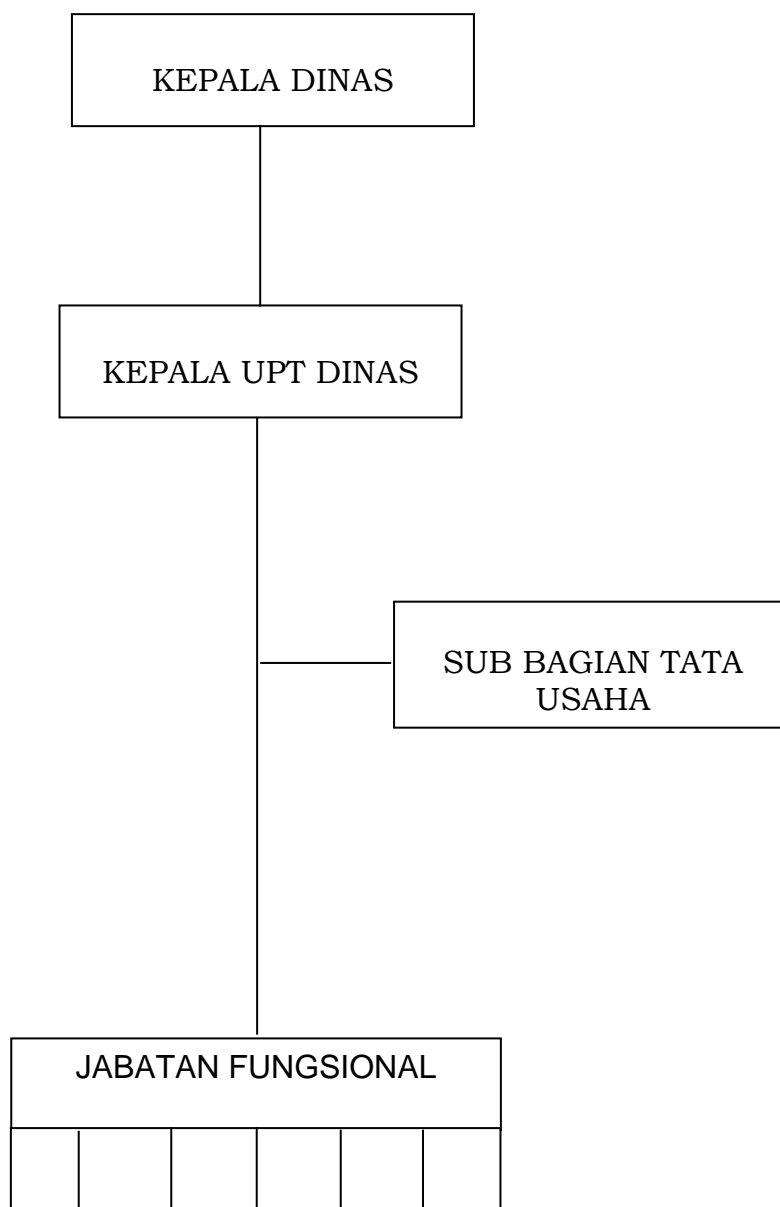 KEPALA DINAS
KEPALA UPT DINAS
SUB BAGIAN TATA
USAHA
JABATAN FUNGSIONAL